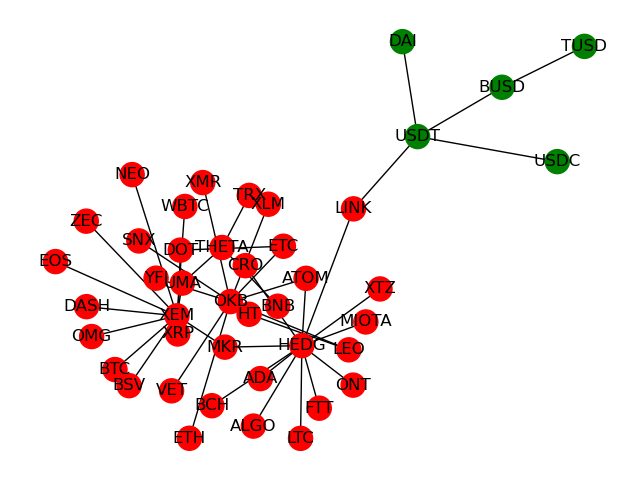 DAI
TUSD
BUSD
USDT
USDC
NEO
XMR
TRX
WBTC
XLM
LINK
ZEC
SNX
DOT
THETA
ETC
EOS
CRO
YFI
UMA
ATOM
XTZ
DASH
OKB
BNB
XEM
HT
MIOTA
OMG
XRP
MKR
HEDG
LEO
BTC
BSV
VET
ADA
ONT
BCH
FTT
ALGO
ETH
LTC